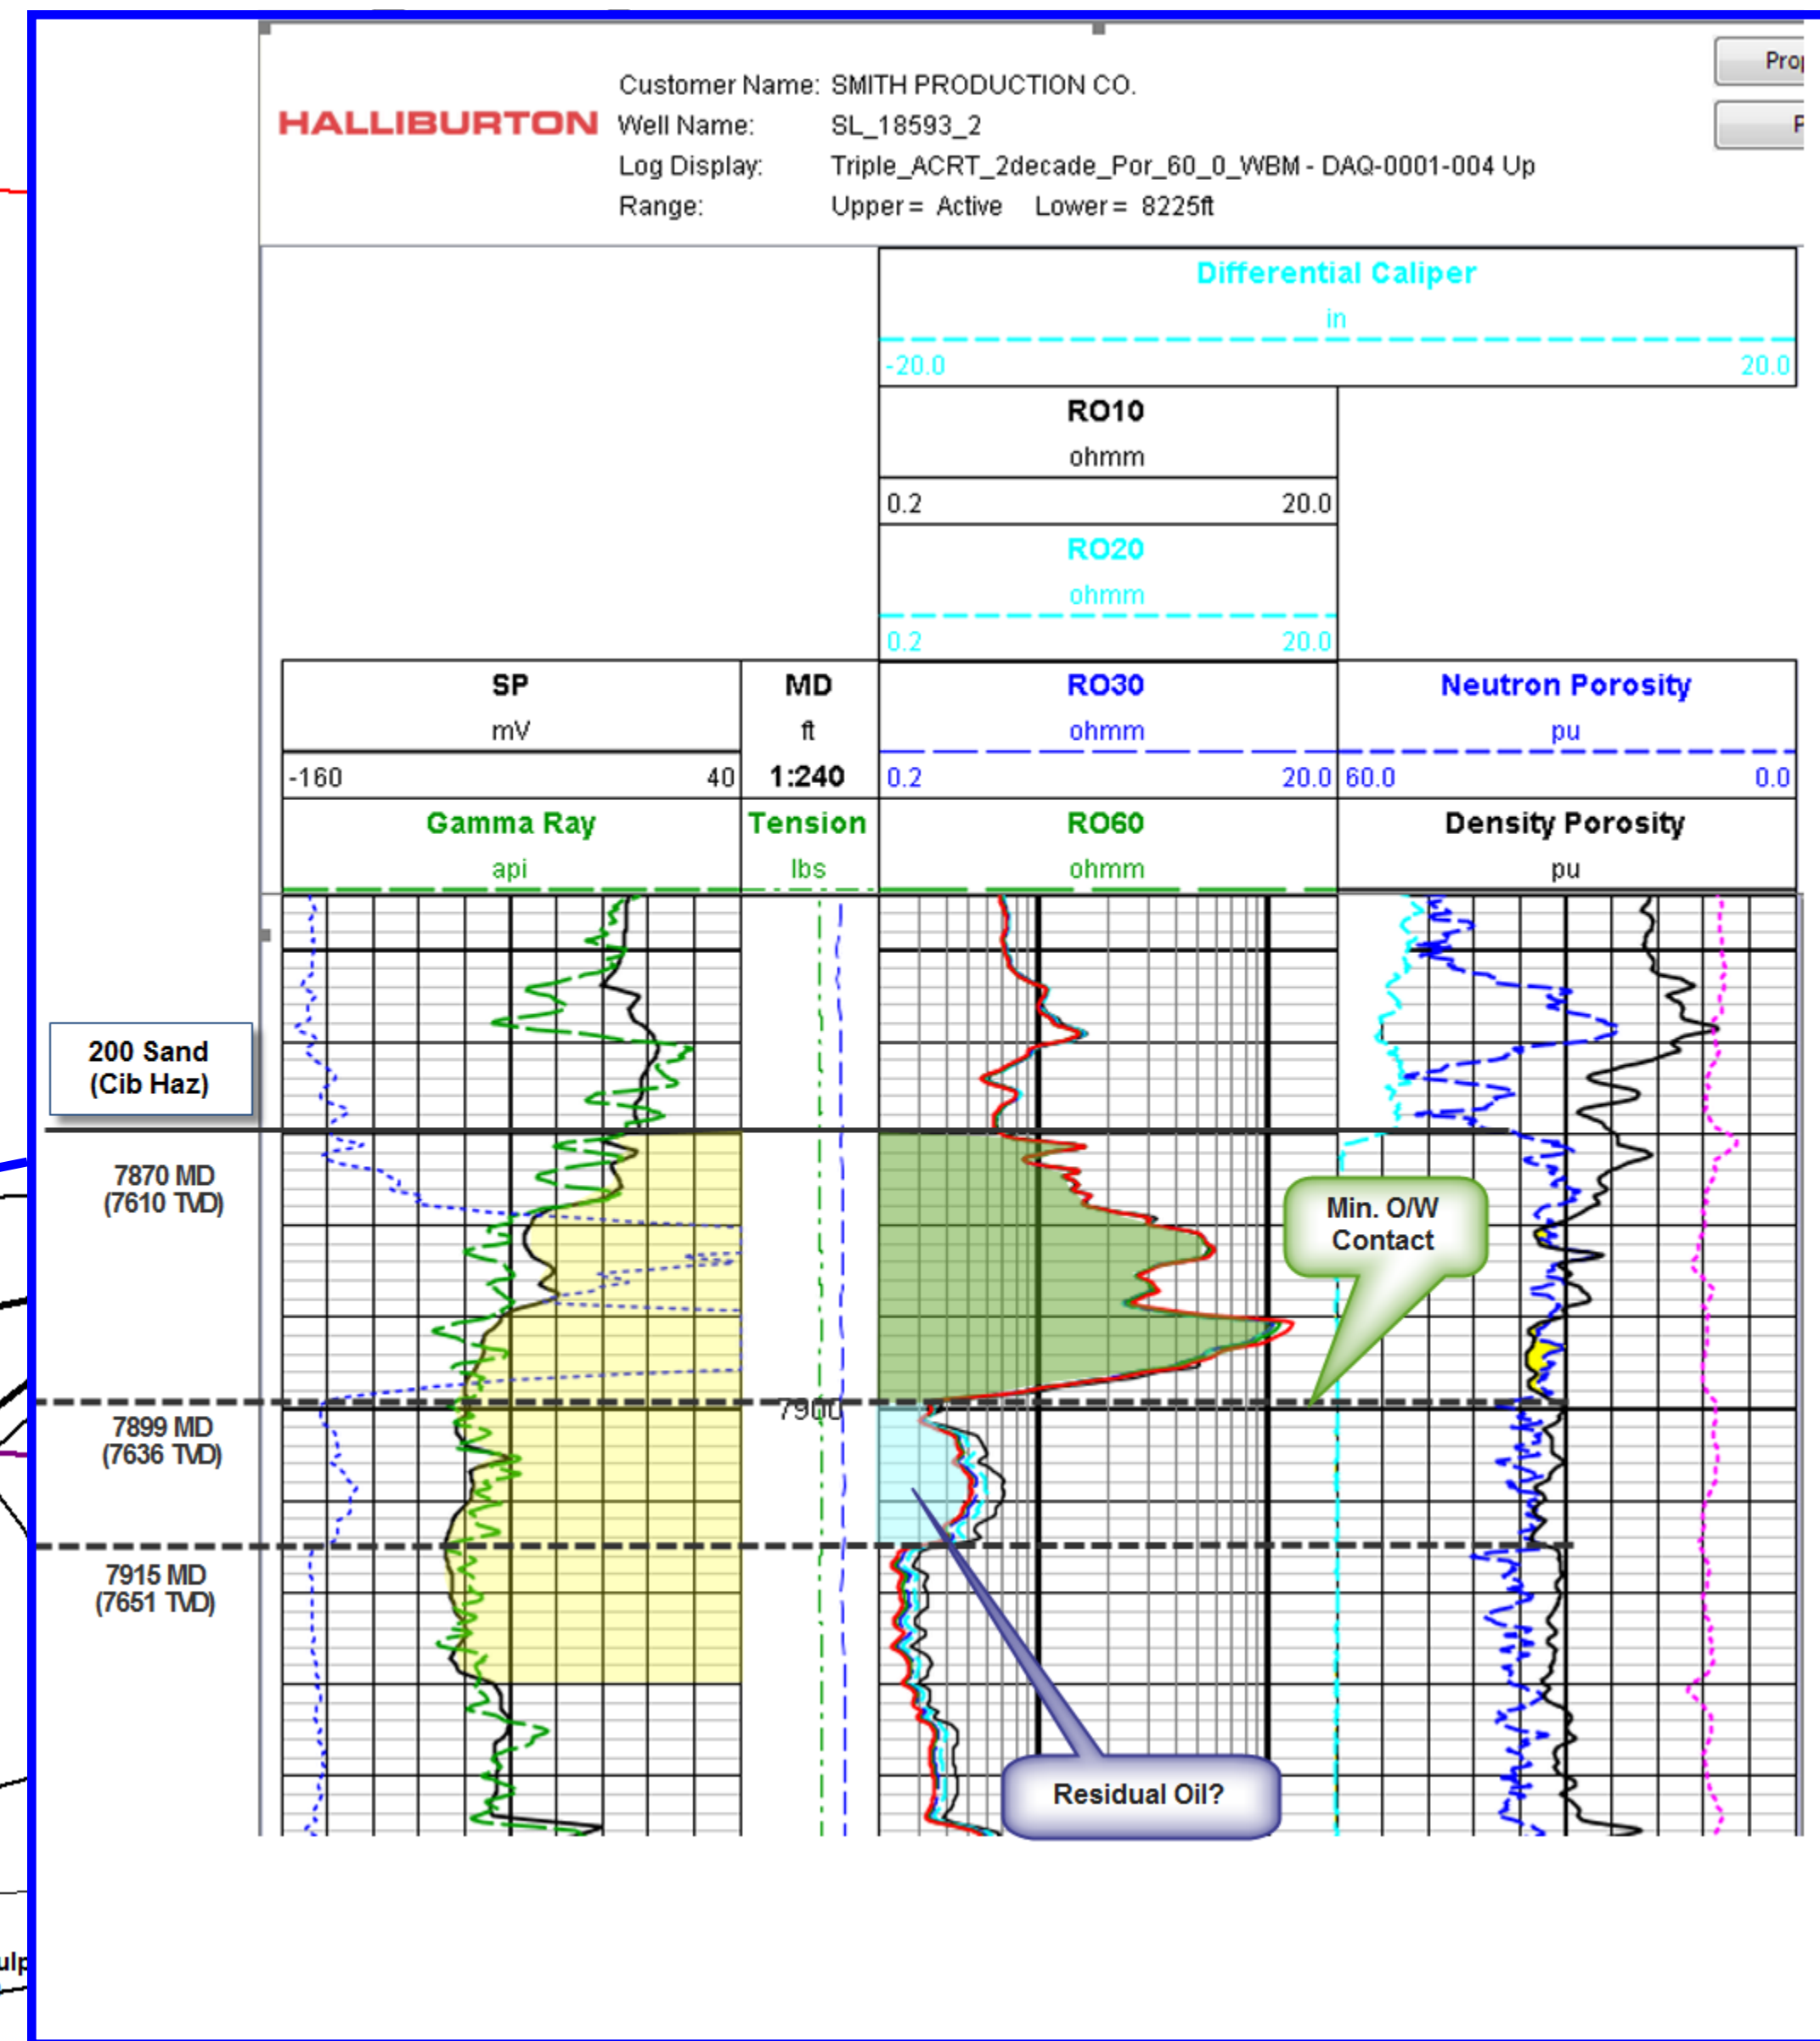 HALLIBURTON
Customer Name: SMITH PRODUCTION CO.
Well Name: SL_18593_2
Log Display: Triple_ACRT_2decade_Por_60_0_WBM - DAQ-0001-004 Up
Range: Upper = Active Lower = 8225ft
Differential Caliper
in
-20.0 20.0
RO10
ohmm
0.2 20.0
RO20
ohmm
0.2 20.0
SP MD RO30 Neutron Porosity
mV ft ohmm pu
-160 40 1:240 0.2 20.0 60.0 0.0
Gamma Ray Tension RO60 Density Porosity
api lbs ohmm pu
200 Sand
(Cib Haz)
7870 MD
(7610 TVD)
Min. O/W
Contact
7900
7899 MD
(7636 TVD)
7915 MD
(7651 TVD)
Residual Oil?